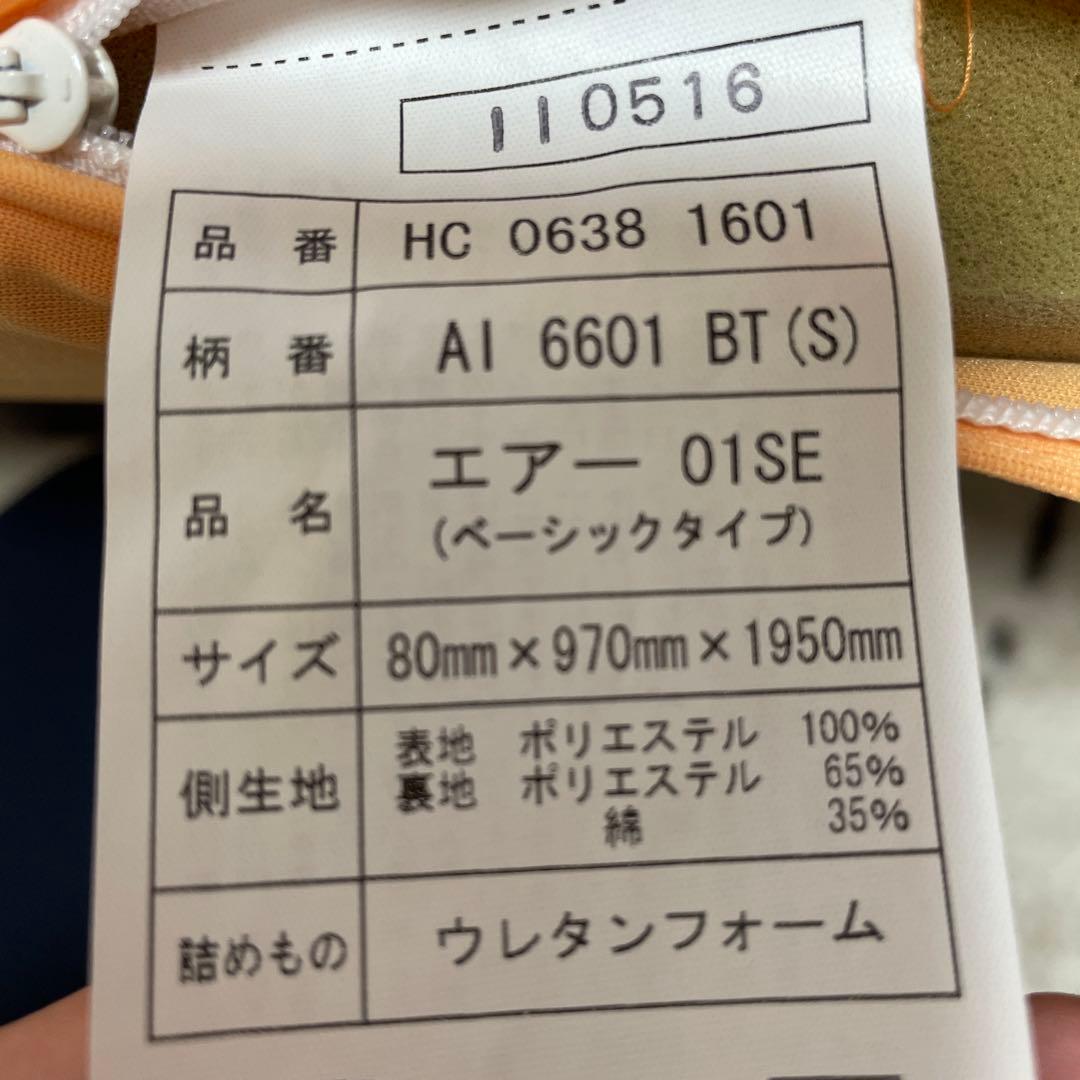 110516
品番 HC 0638 1601
柄番 AI 6601 BT(S)
品名 エアー 01SE
(ベーシックタイプ)
サイズ 80mm×970mm×1950mm
側生地 表地 ポリエステル 100%
裏地 ポリエステル 65%
綿 35%
詰めもの ウレタンフォーム